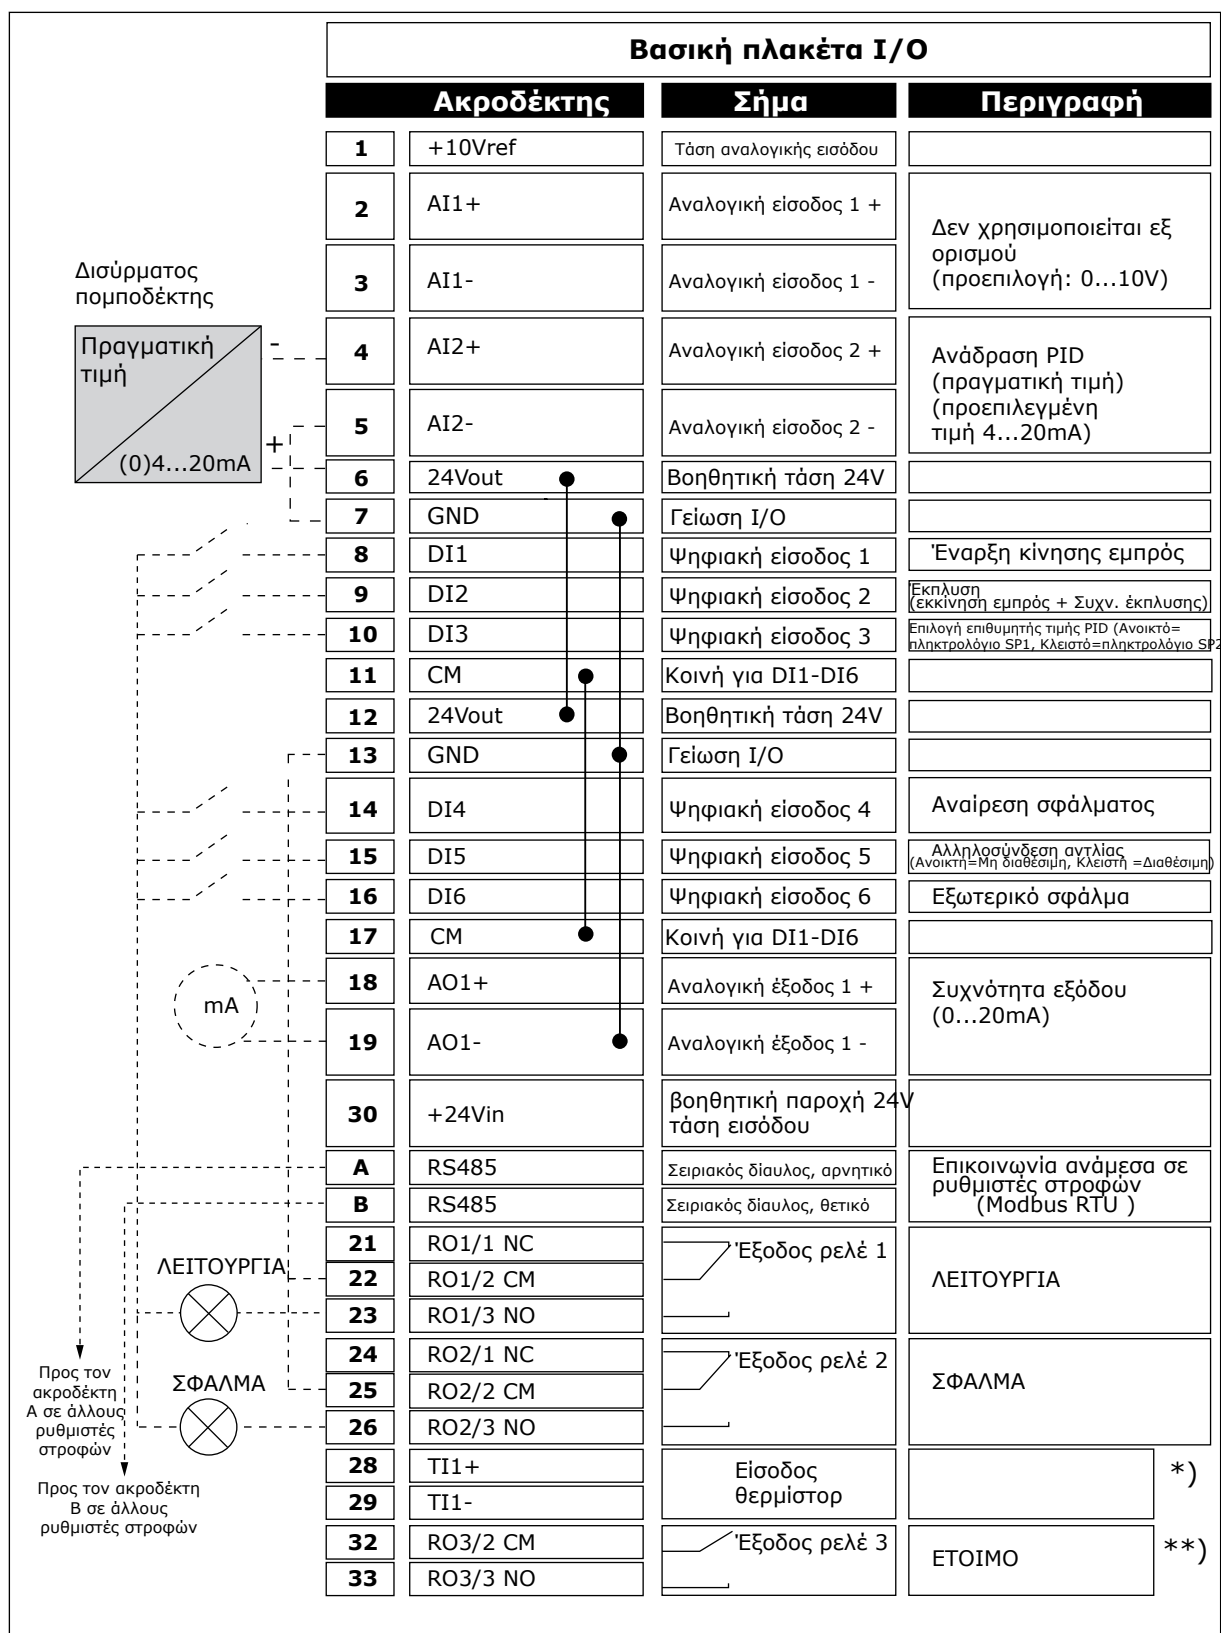 Βασική πλακέτα I/O
Ακροδέκτης Σήμα Περιγραφή
1 +10Vref Τάση αναλογικής εισόδου
2 AI1+ Αναλογική είσοδος 1 +
Δεν χρησιμοποιείται εξ
ορισμού
(προεπιλογή: 0...10V)
3 AI1- Αναλογική είσοδος 1 -
Δισύρματος
πομποδέκτης
Πραγματική
τιμή
(0)4...20mA
-
+
4 AI2+ Αναλογική είσοδος 2 +
Ανάδραση PID
(πραγματική τιμή)
(προεπιλεγμένη
τιμή 4...20mA)
5 AI2- Αναλογική είσοδος 2 -
6 24Vout Βοηθητική τάση 24V
7 GND Γείωση I/O
8 DI1 Ψηφιακή είσοδος 1 Έναρξη κίνησης εμπρός
9 DI2 Ψηφιακή είσοδος 2
Έκπλυση
(εκκίνηση εμπρός + Συχν. έκπλυσης)
10 DI3 Ψηφιακή είσοδος 3
Επιλογή επιθυμητής τιμής PID (Ανοικτό=
πληκτρολόγιο SP1, Κλειστό=πληκτρολόγιο SP2
11 CM Κοινή για DI1-DI6
12 24Vout Βοηθητική τάση 24V
13 GND Γείωση I/O
14 DI4 Ψηφιακή είσοδος 4 Αναίρεση σφάλματος
15 DI5 Ψηφιακή είσοδος 5
Αλληλοσύνδεση αντλίας
(Ανοικτή=Μη διαθέσιμη, Κλειστή =Διαθέσιμη)
16 DI6 Ψηφιακή είσοδος 6 Εξωτερικό σφάλμα
17 CM Κοινή για DI1-DI6
mA
18 AO1+ Αναλογική έξοδος 1 +
Συχνότητα εξόδου
(0...20mA)
19 AO1- Αναλογική έξοδος 1 -
30 +24Vin
βοηθητική παροχή 24V
τάση εισόδου
A RS485 Σειριακός δίαυλος, αρνητικό
Επικοινωνία ανάμεσα σε
ρυθμιστές στροφών
(Modbus RTU )
B RS485 Σειριακός δίαυλος, θετικό
21 RO1/1 NC Έξοδος ρελέ 1
ΛΕΙΤΟΥΡΓΙΑ
22 RO1/2 CM ΛΕΙΤΟΥΡΓΙΑ
23 RO1/3 NO
24 RO2/1 NC Έξοδος ρελέ 2
ΣΦΑΛΜΑ
25 RO2/2 CM ΣΦΑΛΜΑ
26 RO2/3 NO
Προς τον
ακροδέκτη
A σε άλλους
ρυθμιστές
στροφών
28 TI1+
Είσοδος
θερμίστορ
*)
29 TI1-
Προς τον ακροδέκτη
B σε άλλους
ρυθμιστές στροφών
32 RO3/2 CM Έξοδος ρελέ 3
ΕΤΟΙΜΟ
**)
33 RO3/3 NO